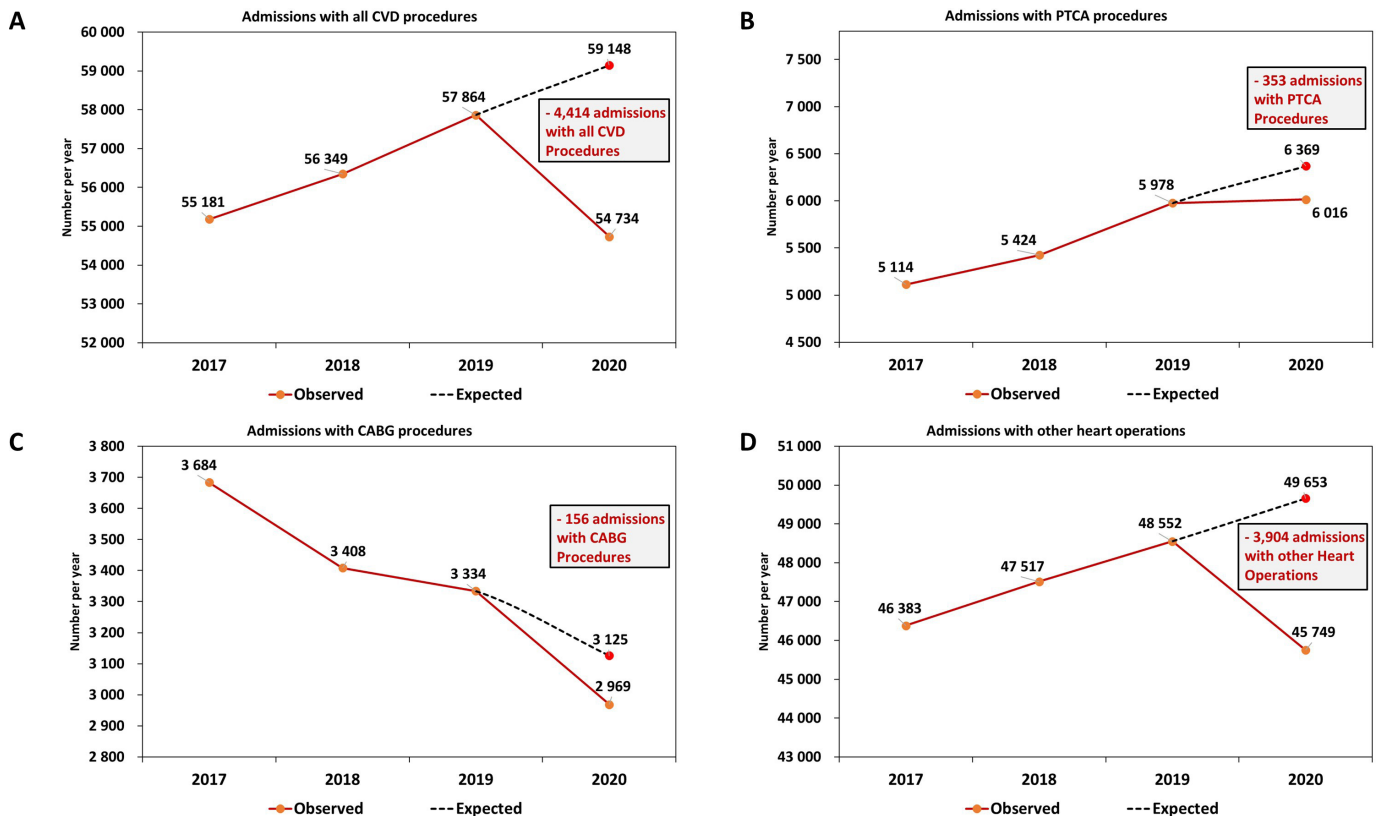 A
Admissions with all CVD procedures
60 000
59 000
58 000
57 000
56 000
55 000
54 000
53 000
52 000
Number per year
55 181
56 349
57 864
59 148
54 734
- 4,414 admissions
with all CVD
Procedures
2017
2018
2019
2020
Observed
Expected
B
Admissions with PTCA procedures
7 500
7 000
6 500
6 000
5 500
5 000
4 500
Number per year
5 114
5 424
5 978
6 369
6 016
- 353 admissions
with PTCA
Procedures
2017
2018
2019
2020
Observed
Expected
C
Admissions with CABG procedures
3 800
3 700
3 600
3 500
3 400
3 300
3 200
3 100
3 000
2 900
2 800
Number per year
3 684
3 408
3 334
3 125
2 969
- 156 admissions
with CABG
Procedures
2017
2018
2019
2020
Observed
Expected
D
Admissions with other heart operations
51 000
50 000
49 000
48 000
47 000
46 000
45 000
44 000
43 000
Number per year
46 383
47 517
48 552
49 653
45 749
- 3,904 admissions
with other Heart
Operations
2017
2018
2019
2020
Observed
Expected